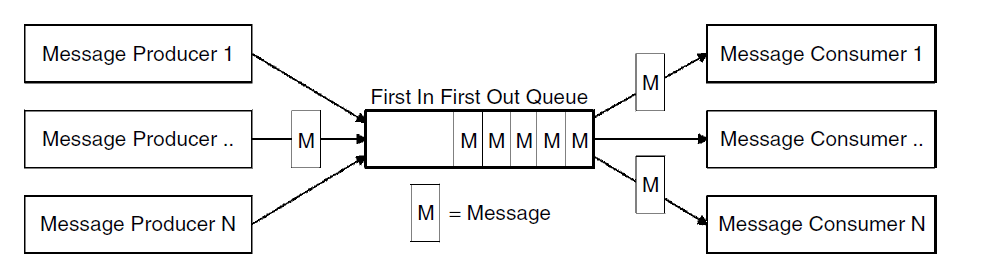 Message Producer 1
Message Producer ..
Message Producer N
M
First In First Out Queue
M M M M M
M = Message
M
M
Message Consumer 1
Message Consumer ..
Message Consumer N